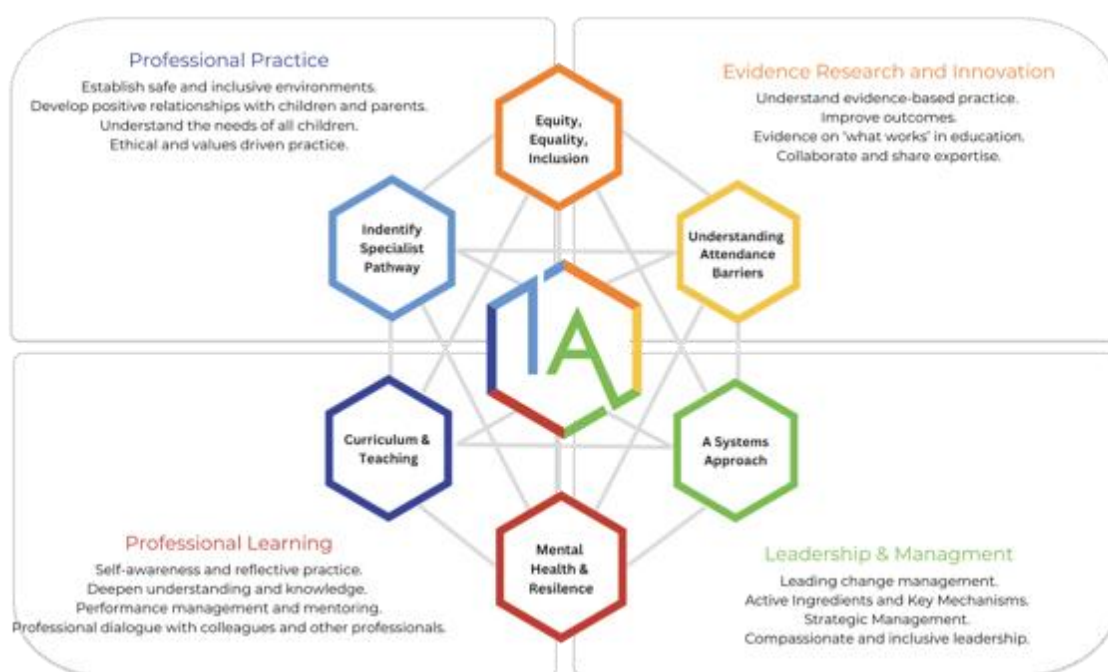 Professional Practice
Establish safe and inclusive environments.
Develop positive relationships with children and parents.
Understand the needs of all children.
Ethical and values driven practice.
Evidence Research and Innovation
Understand evidence-based practice.
Improve outcomes.
Evidence on 'what works' in education.
Collaborate and share expertise.
Equity,
Equality,
Inclusion
Indentify
Specialist
Pathway
Understanding
Attendance
Barriers
1A
Curriculum &
Teaching
A Systems
Approach
Mental
Health &
Resilence
Professional Learning
Self-awareness and reflective practice.
Deepen understanding and knowledge.
Performance management and mentoring.
Professional dialogue with colleagues and other professionals.
Leadership & Managment
Leading change management.
Active Ingredients and Key Mechanisms.
Strategic Management.
Compassionate and inclusive leadership.